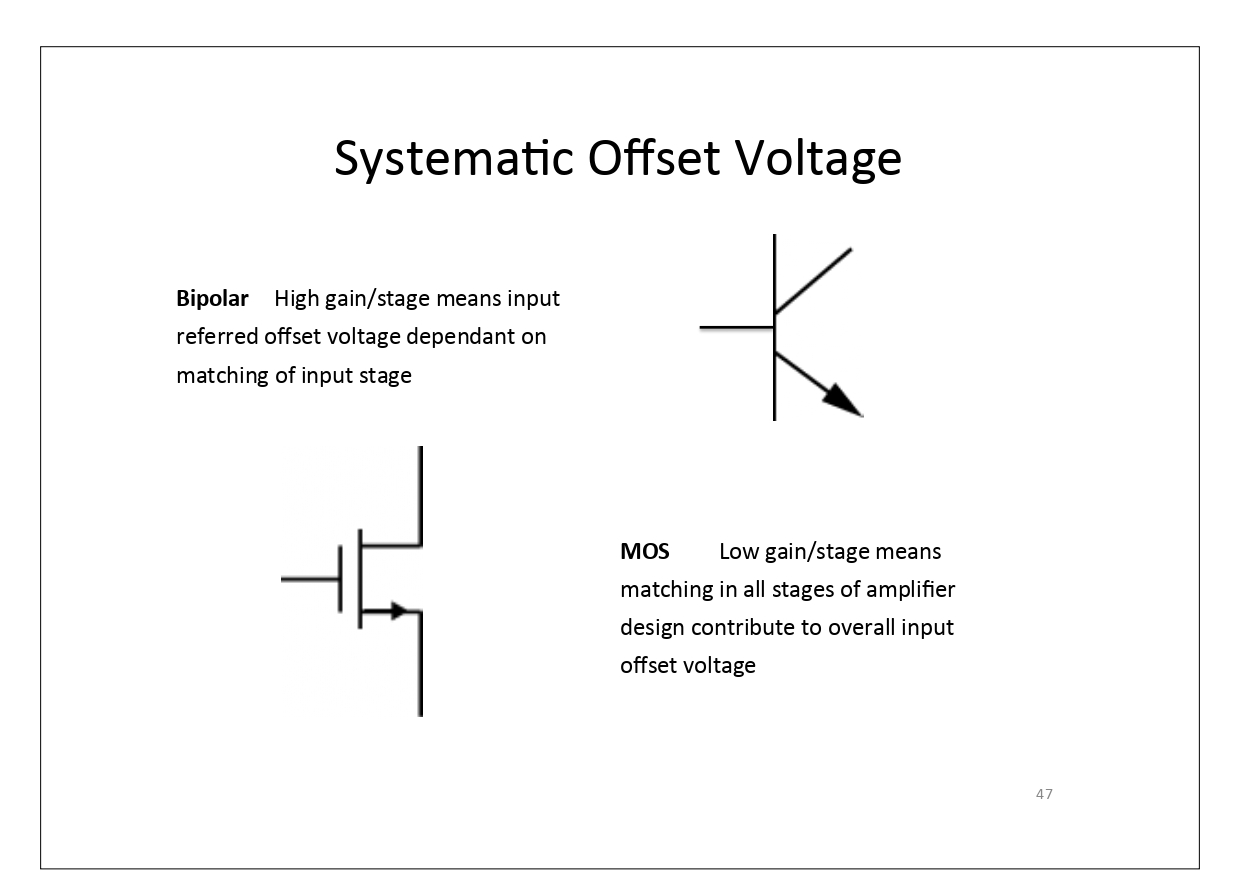 Systematic Offset Voltage
Bipolar High gain/stage means input
referred offset voltage dependant on
matching of input stage
MOS Low gain/stage means
matching in all stages of amplifier
design contribute to overall input
offset voltage
47